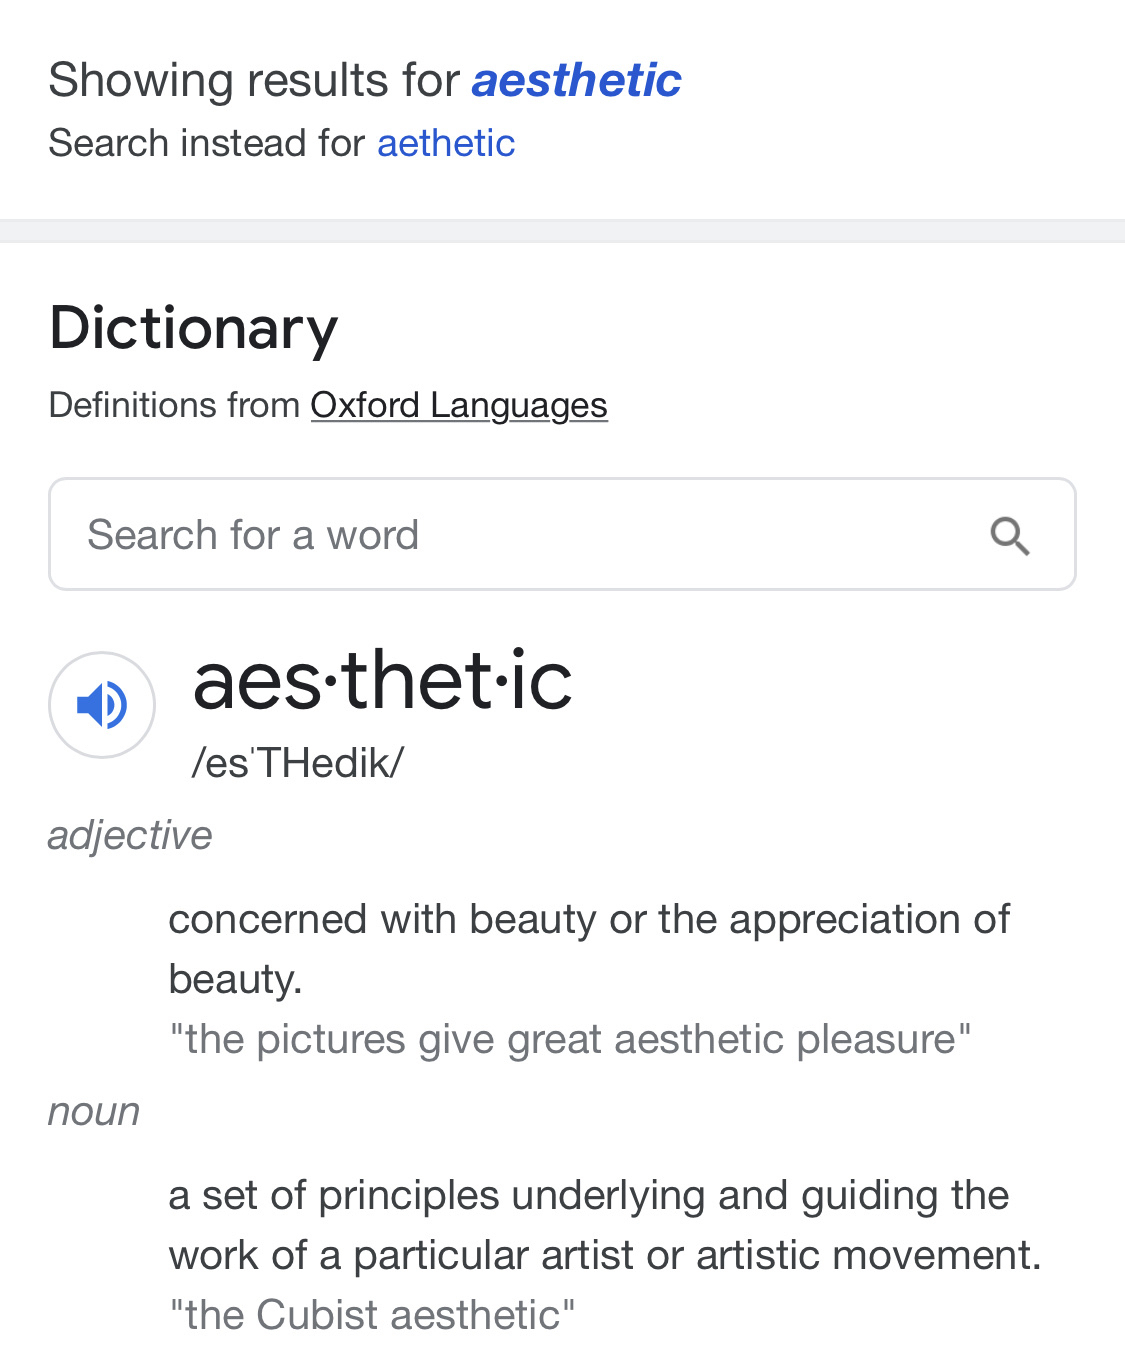 Showing results for aesthetic
Search instead for aethetic
Dictionary
Definitions from Oxford Languages
Search for a word
aes·thet·ic
/esˈTHedik/
adjective
concerned with beauty or the appreciation of
beauty.
"the pictures give great aesthetic pleasure"
noun
a set of principles underlying and guiding the
work of a particular artist or artistic movement.
"the Cubist aesthetic"